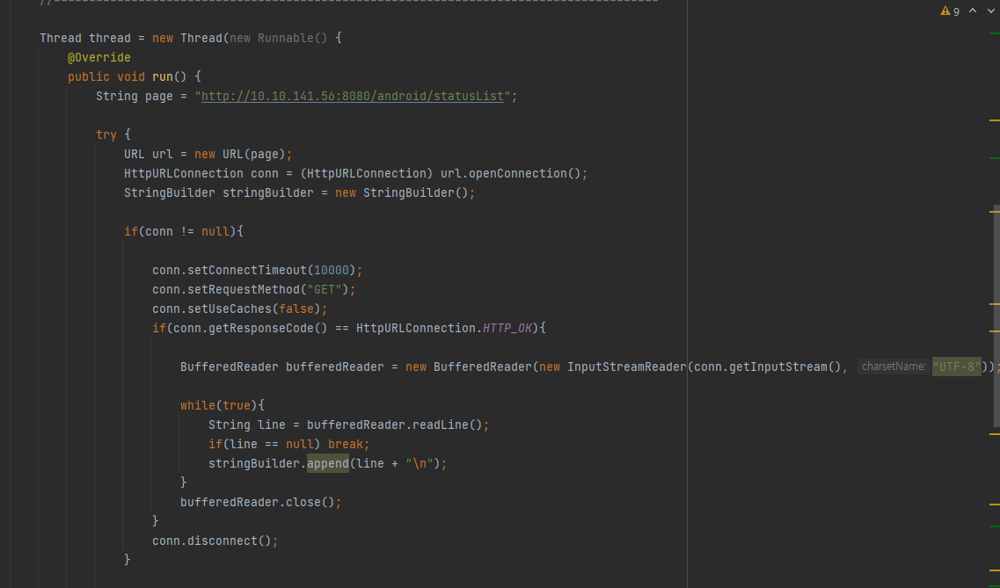 //--------------------------------------------------------------------------------------
9
Thread thread = new Thread(new Runnable() {
@Override
public void run() {
String page = "http://10.10.141.56:8080/android/statusList";
try {
URL url = new URL(page);
HttpURLConnection conn = (HttpURLConnection) url.openConnection();
StringBuilder stringBuilder = new StringBuilder();
if(conn != null){
conn.setConnectTimeout(10000);
conn.setRequestMethod("GET");
conn.setUseCaches(false);
if(conn.getResponseCode() == HttpURLConnection.HTTP_OK){
BufferedReader bufferedReader = new BufferedReader(new InputStreamReader(conn.getInputStream(), charsetName: "UTF-8"));
while(true){
String line = bufferedReader.readLine();
if(line == null) break;
stringBuilder.append(line + "\n");
}
bufferedReader.close();
}
conn.disconnect();
}